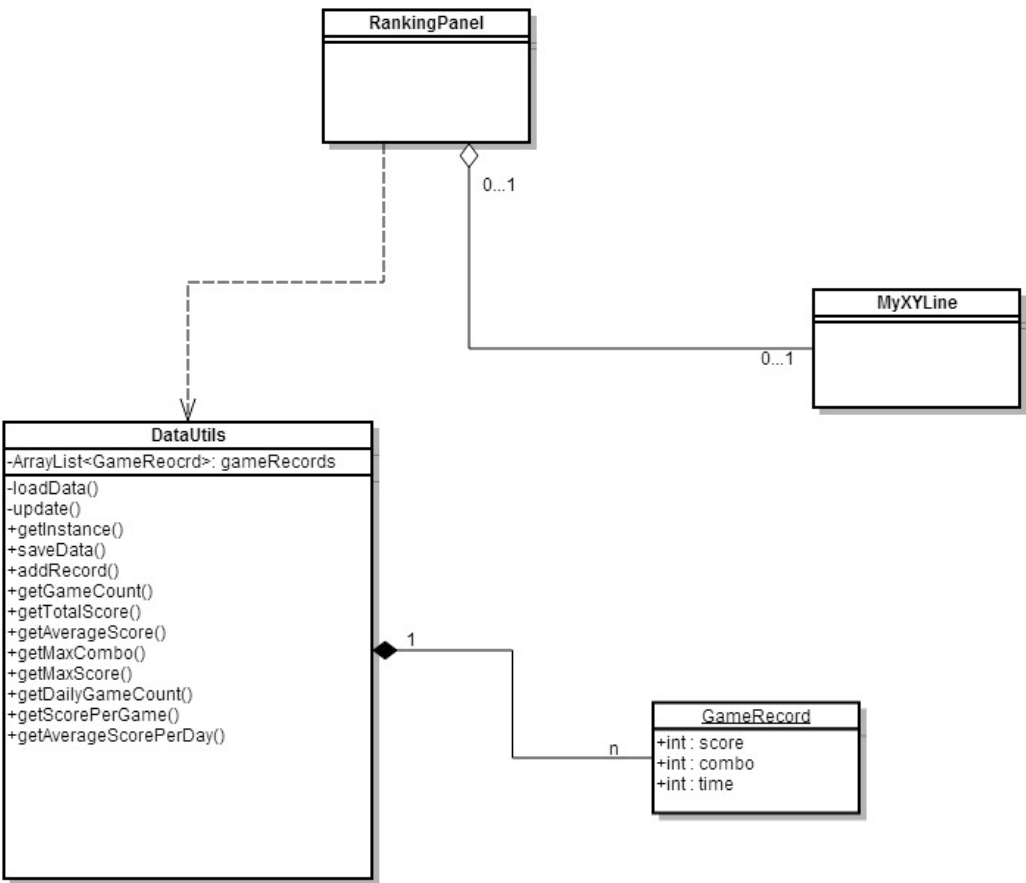 RankingPanel
0...1
MyXYLine
0...1
DataUtils
-ArrayList<GameReocrd>: gameRecords
-loadData()
-update()
+getInstance()
+saveData()
+addRecord()
+getGameCount()
+getTotalScore()
+getAverageScore()
+getMaxCombo()
+getMaxScore()
+getDailyGameCount()
+getScorePerGame()
+getAverageScorePerDay()
1
n
GameRecord
+int : score
+int : combo
+int : time